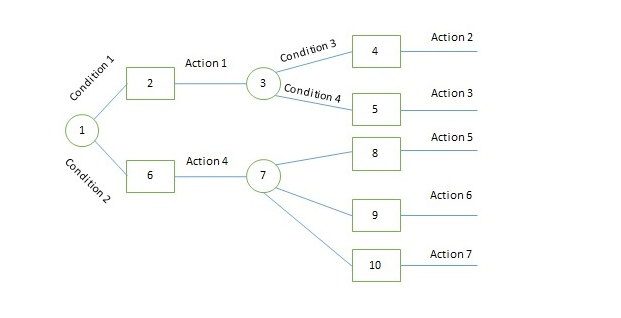 Condition 1
Condition 2
1
2
Action 1
3
Condition 3
Condition 4
4
Action 2
5
Action 3
6
Action 4
7
8
Action 5
9
Action 6
10
Action 7